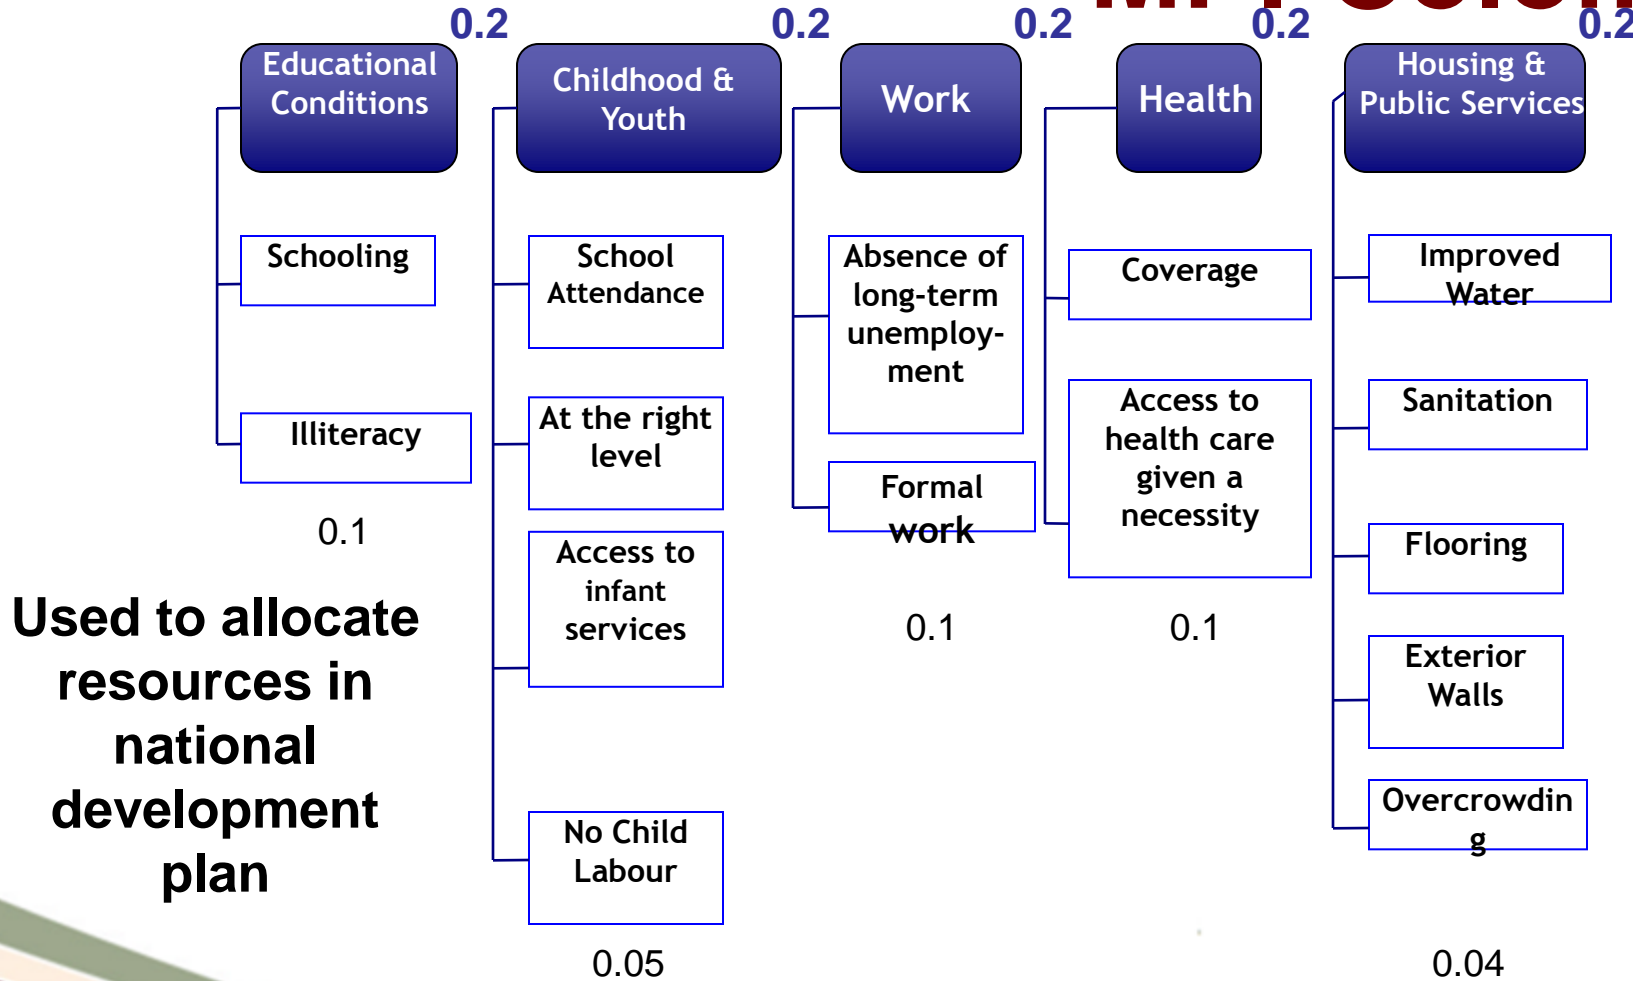 0.2
0.2
0.2
0.2
0.2
Educational
Conditions
Childhood &
Youth
Work
Health
Housing &
Public Services
Schooling
Illiteracy
0.1
Used to allocate
resources in
national
development
plan
School
Attendance
At the right
level
Access to
infant
services
No Child
Labour
0.05
Absence of
long-term
unemploy-
ment
Formal
work
0.1
Coverage
Access to
health care
given a
necessity
0.1
Improved
Water
Sanitation
Flooring
Exterior
Walls
Overcrowdin
g
0.04